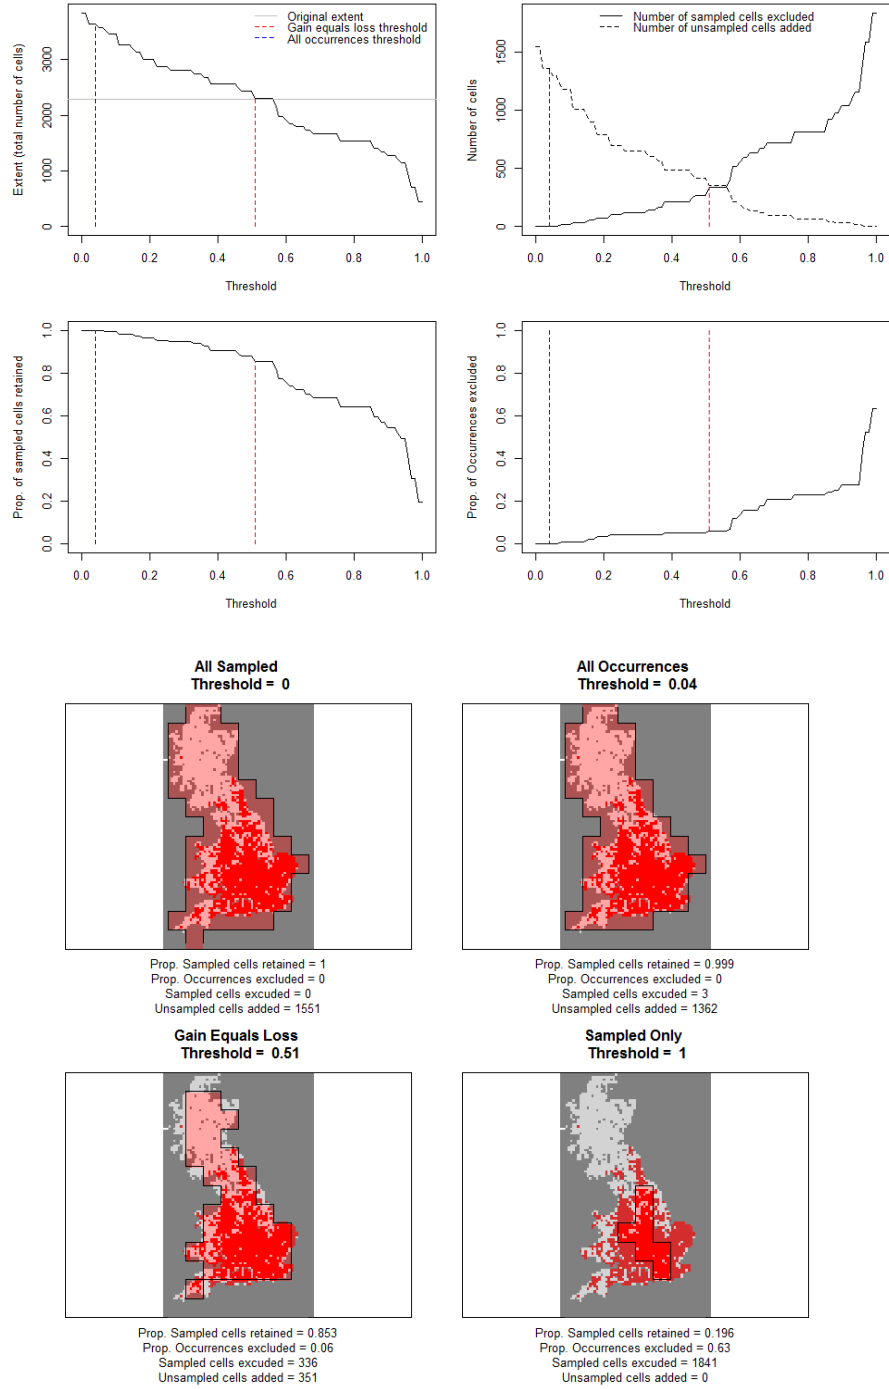 Original extent
Gain equals loss threshold
All occurrences threshold
Extent (total number of cells)
0 1000 2000 3000
0.0 0.2 0.4 0.6 0.8 1.0
Threshold
Number of sampled cells excluded
Number of unsampled cells added
Number of cells
0 500 1000 1500
0.0 0.2 0.4 0.6 0.8 1.0
Threshold
Prop. of sampled cells retained
0.0 0.2 0.4 0.6 0.8 1.0
0.0 0.2 0.4 0.6 0.8 1.0
Threshold
Prop. of Occurrences excluded
0.0 0.2 0.4 0.6 0.8 1.0
0.0 0.2 0.4 0.6 0.8 1.0
Threshold
All Sampled
Threshold = 0
Prop. Sampled cells retained = 1
Prop. Occurrences excluded = 0
Sampled cells excuded = 0
Unsampled cells added = 1551
All Occurrences
Threshold = 0.04
Prop. Sampled cells retained = 0.999
Prop. Occurrences excluded = 0
Sampled cells excuded = 3
Unsampled cells added = 1362
Gain Equals Loss
Threshold = 0.51
Prop. Sampled cells retained = 0.853
Prop. Occurrences excluded = 0.06
Sampled cells excuded = 336
Unsampled cells added = 351
Sampled Only
Threshold = 1
Prop. Sampled cells retained = 0.196
Prop. Occurrences excluded = 0.63
Sampled cells excuded = 1841
Unsampled cells added = 0